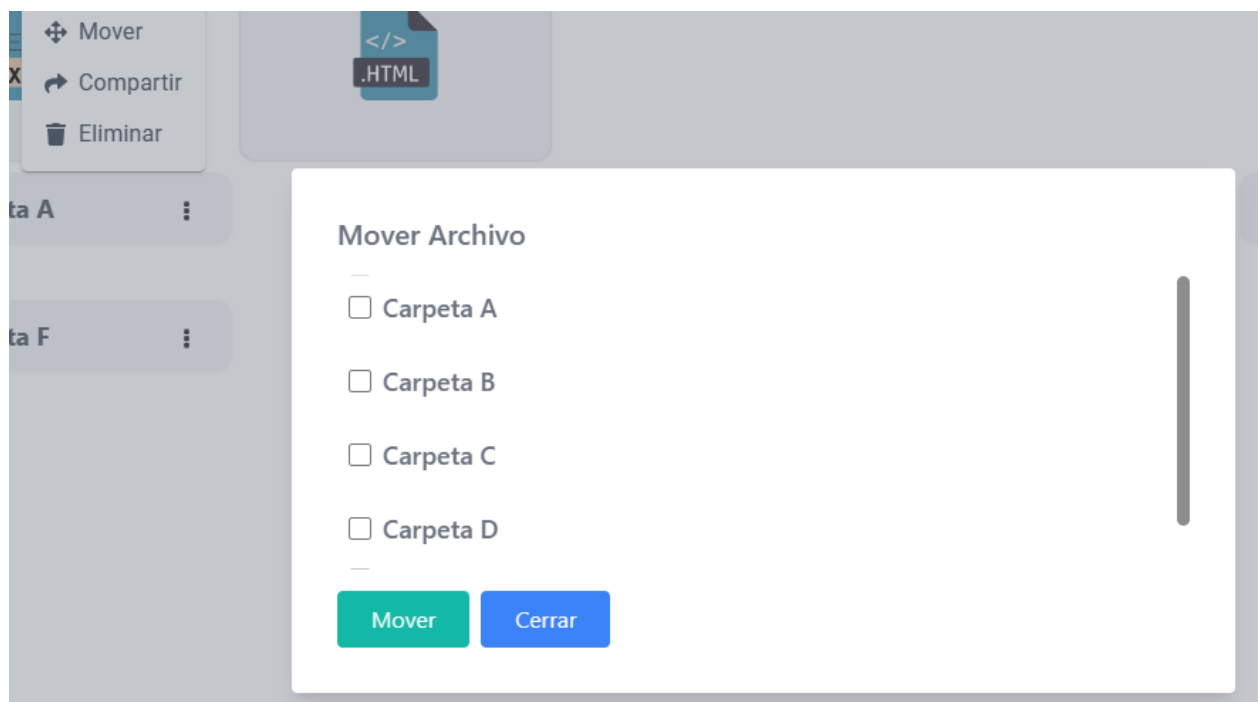 Mover
Compartir
Eliminar
</>
.HTML
X
ta A
ta F
Mover Archivo
Carpeta A
Carpeta B
Carpeta C
Carpeta D
Mover
Cerrar